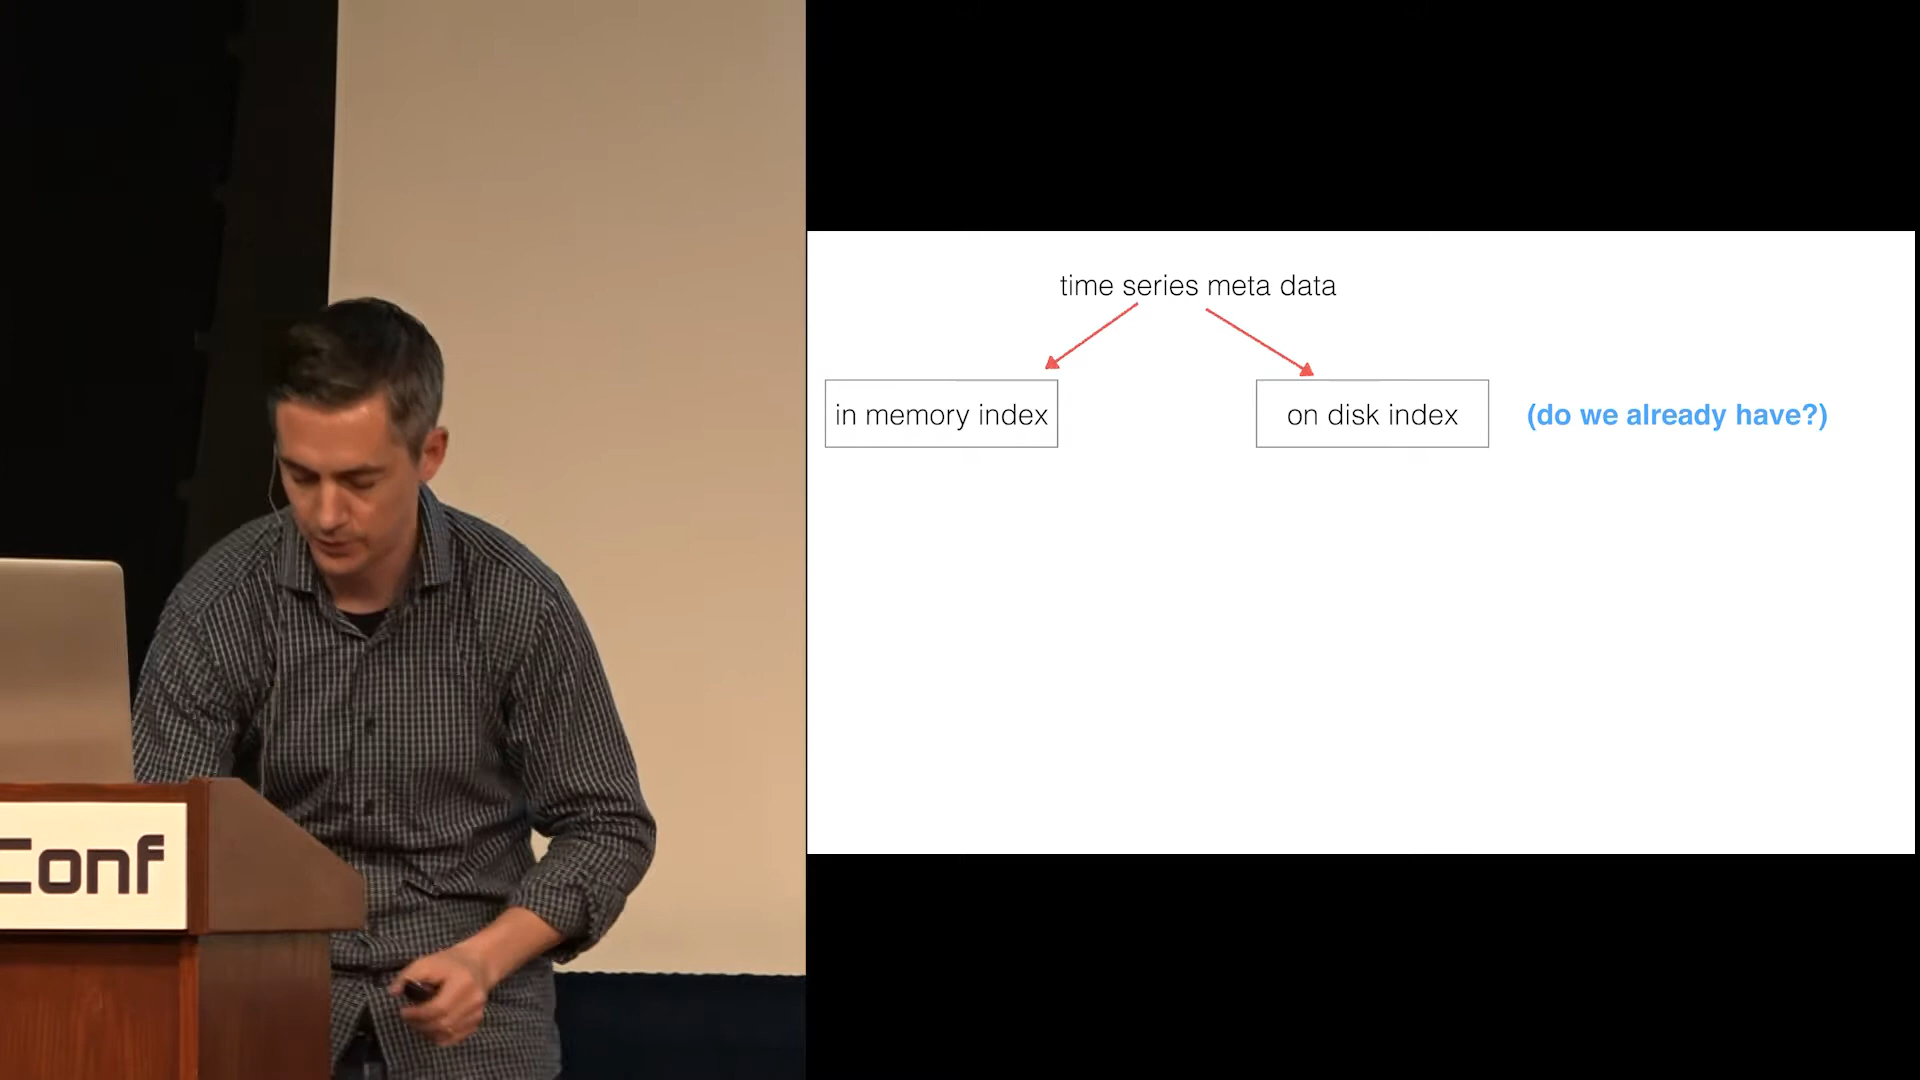 Conf
time series meta data
in memory index
on disk index
(do we already have?)